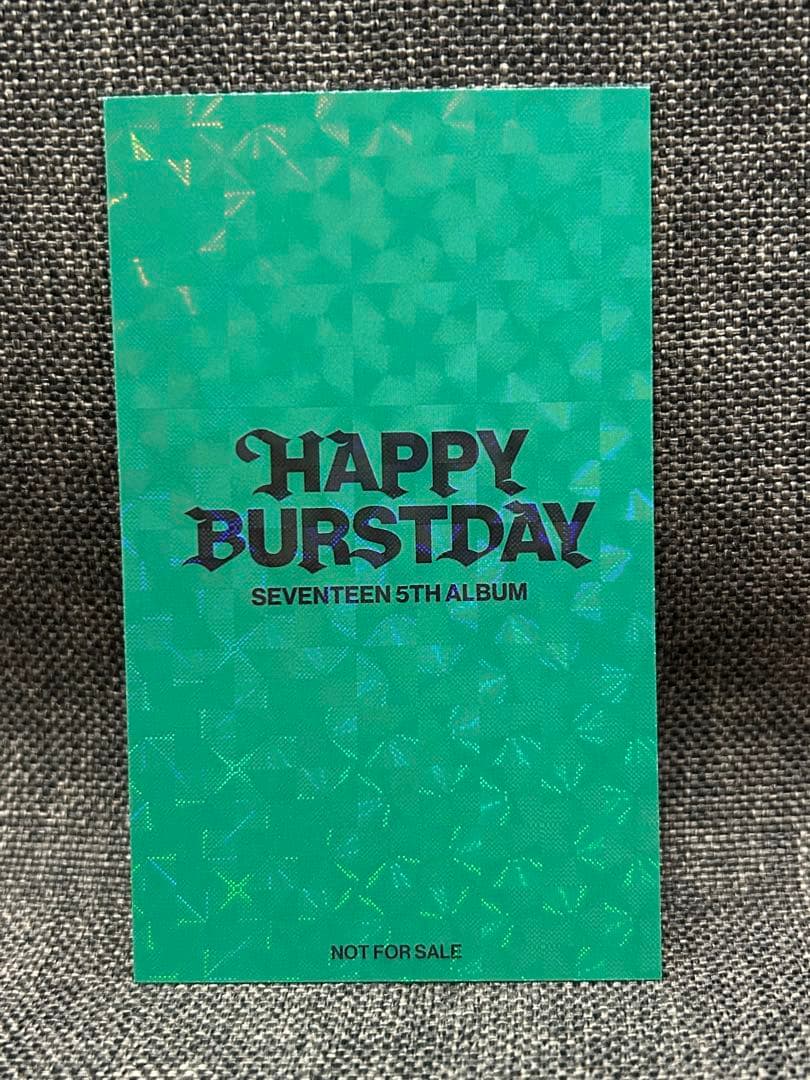 HAPPY
BURSTDAY
SEVENTEEN 5TH ALBUM
NOT FOR SALE